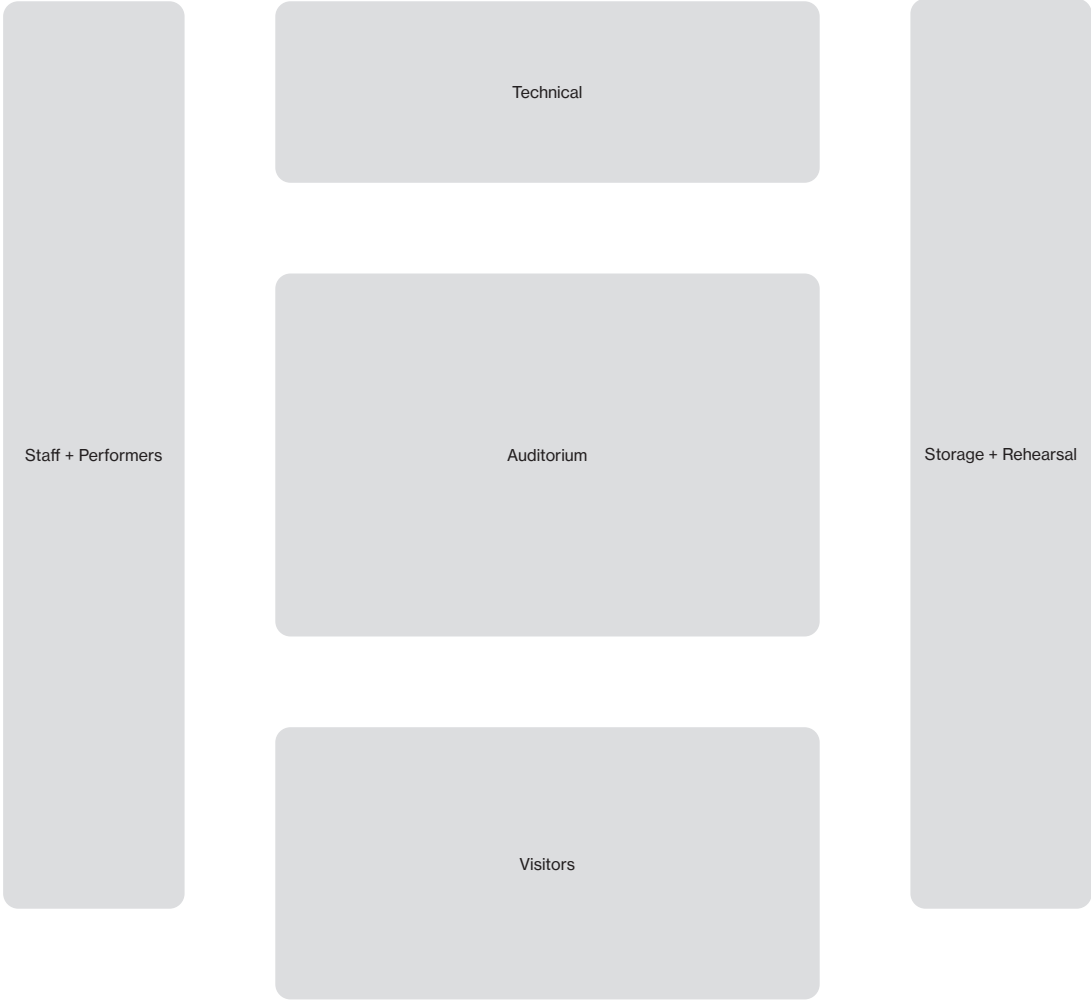 Technical
Staff + Performers
Auditorium
Storage + Rehearsal
Visitors